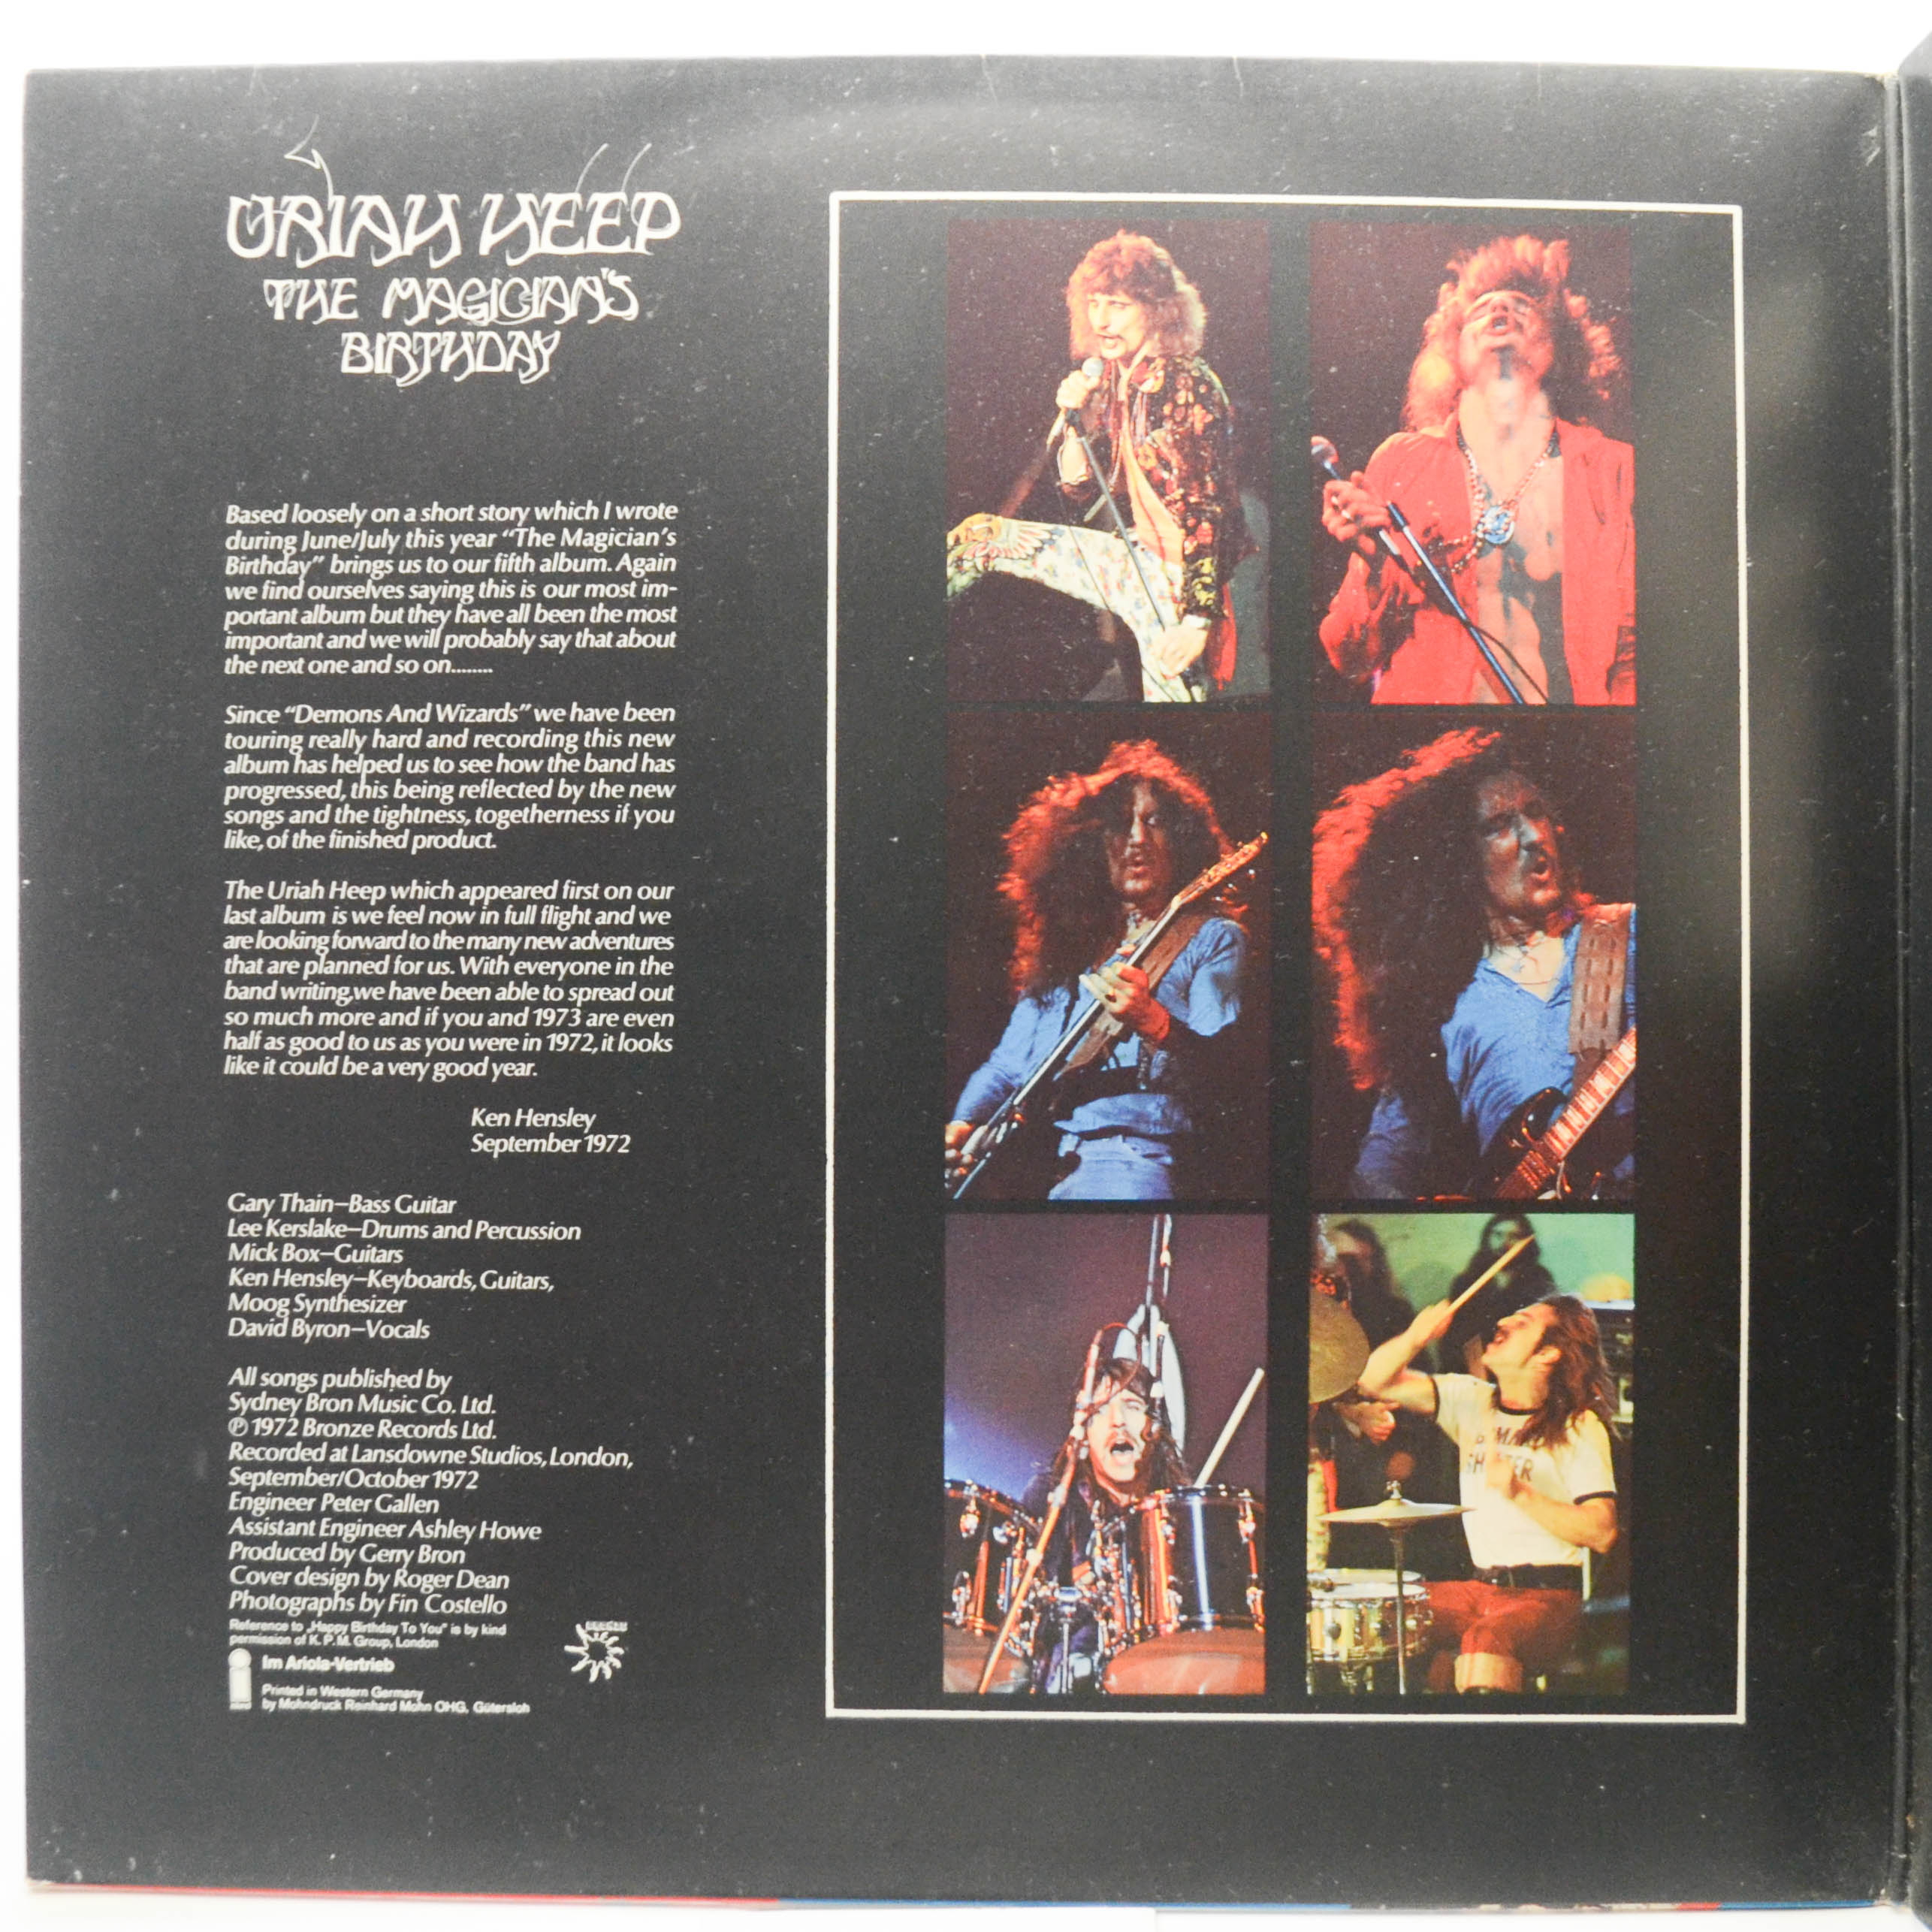 URIAH HEEP
THE MAGICIAN'S
BIRTHDAY
Based loosely on a short story which I wrote
during June/July this year “The Magician's
Birthday” brings us to our fifth album. Again
we find ourselves saying this is our most im-
portant album but they have all been the most
important and we will probably say that about
the next one and so on........
Since “Demons And Wizards” we have been
touring really hard and recording this new
album has helped us to see how the band has
progressed, this being reflected by the new
songs and the tightness, togetherness if you
like, of the finished product.
The Uriah Heep which appeared first on our
last album is we feel now in full flight and we
are looking forward to the many new adventures
that are planned for us. With everyone in the
band writing,we have been able to spread out
so much more and if you and 1973 are even
half as good to us as you were in 1972, it looks
like it could be a very good year.
Ken Hensley
September 1972
Gary Thain—Bass Guitar
Lee Kerslake—Drums and Percussion
Mick Box—Guitars
Ken Hensley—Keyboards, Guitars,
Moog Synthesizer
David Byron—Vocals
All songs published by
Sydney Bron Music Co. Ltd.
℗ 1972 Bronze Records Ltd.
Recorded at Lansdowne Studios, London,
September/October 1972
Engineer Peter Gallen
Assistant Engineer Ashley Howe
Produced by Gerry Bron
Cover design by Roger Dean
Photographs by Fin Costello
Reference to „Happy Birthday To You" is by kind
permission of K. P. M. Group, London
Im Ariola-Vertrieb
Printed in Western Germany
by Mohndruck Reinhard Mohn OHG, Gütersloh